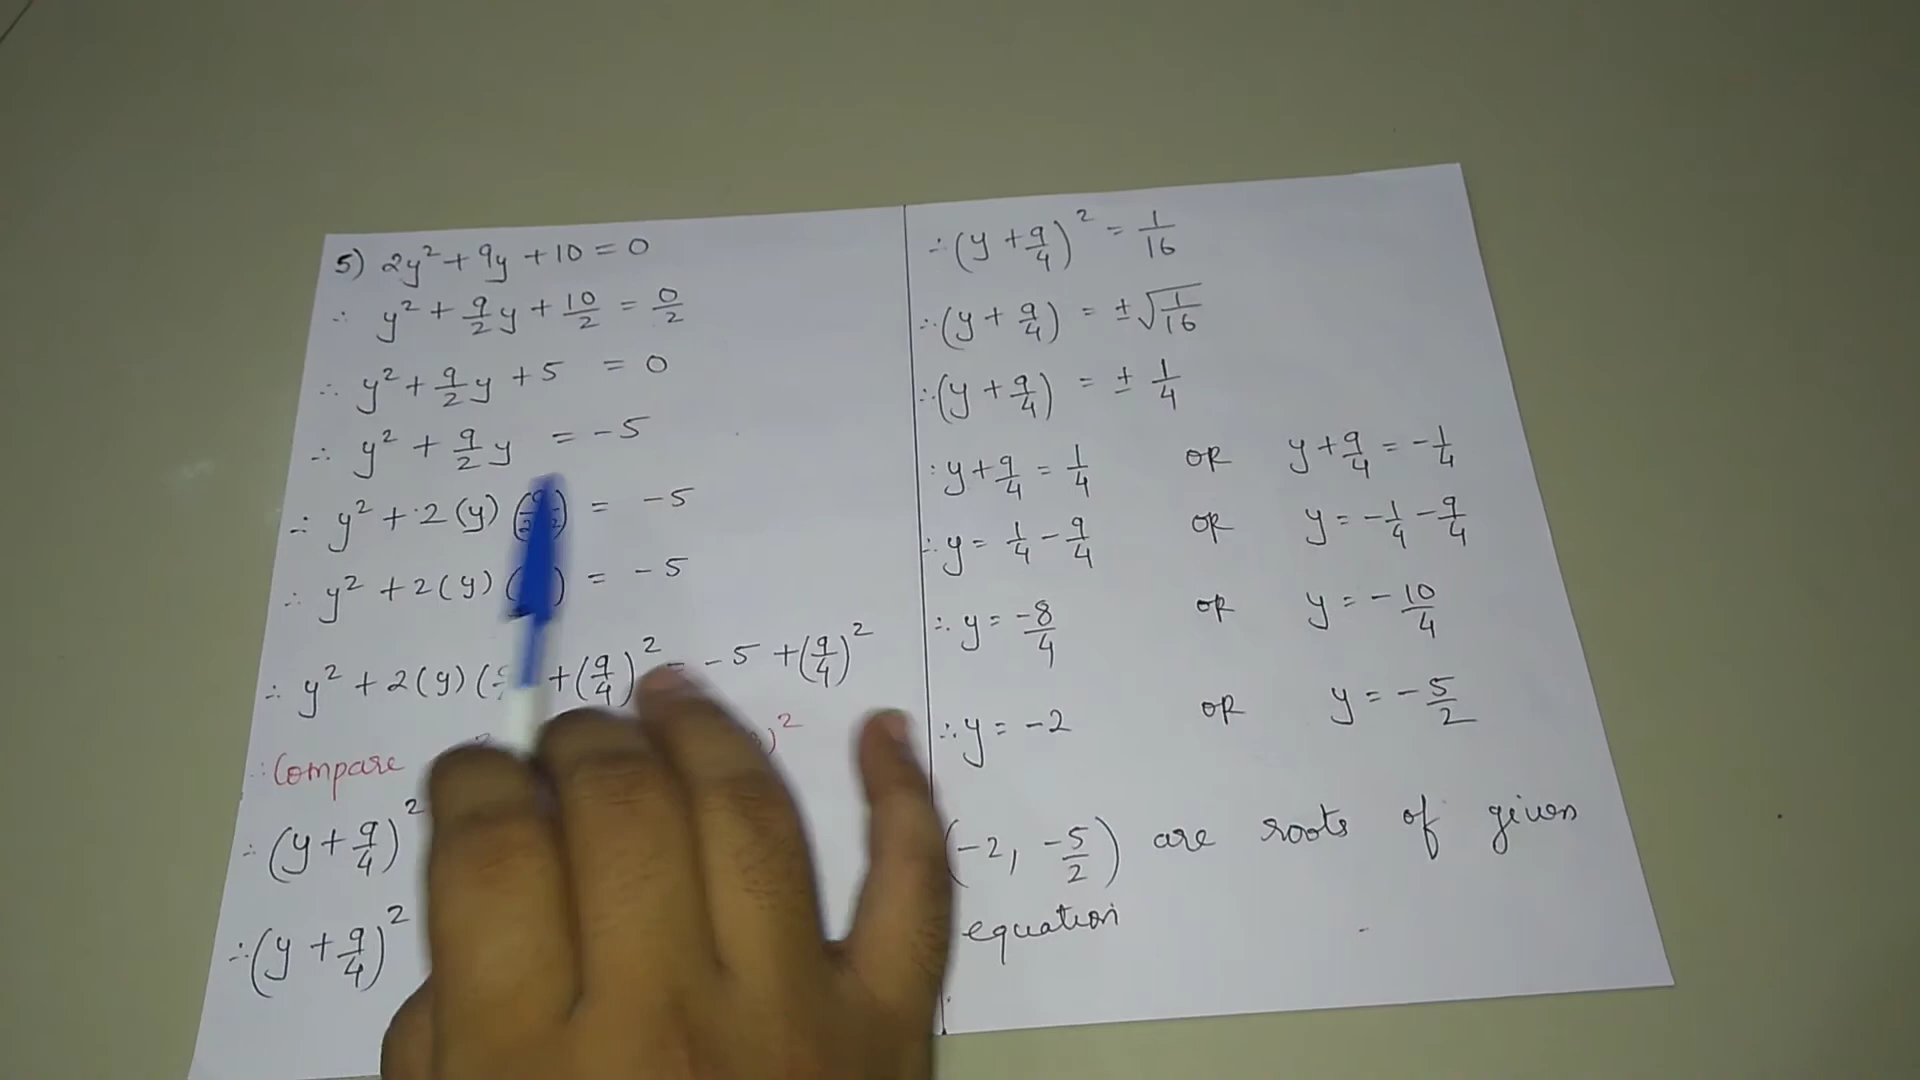 5) 2y² + 9y + 10 = 0
∴ y² + 9/2 y + 10/2 = 0/2
∴ y² + 9/2 y + 5 = 0
∴ y² + 9/2 y = -5
∴ y² + 2 (y) ( ) = -5
∴ y² + 2 (y) ( ) = -5
∴ y² + 2 (y) ( + (9/4)² = -5 + (9/4)²
∴ Compare )²
∴ (y + 9/4)²
∴ (y + 9/4)²
∴ (y + 9/4)² = 1/16
∴ (y + 9/4) = ± √(1/16)
∴ (y + 9/4) = ± 1/4
∴ y + 9/4 = 1/4 or y + 9/4 = -1/4
∴ y = 1/4 - 9/4 or y = -1/4 - 9/4
∴ y = -8/4 or y = -10/4
∴ y = -2 or y = -5/2
(-2, -5/2) are roots of given
equation